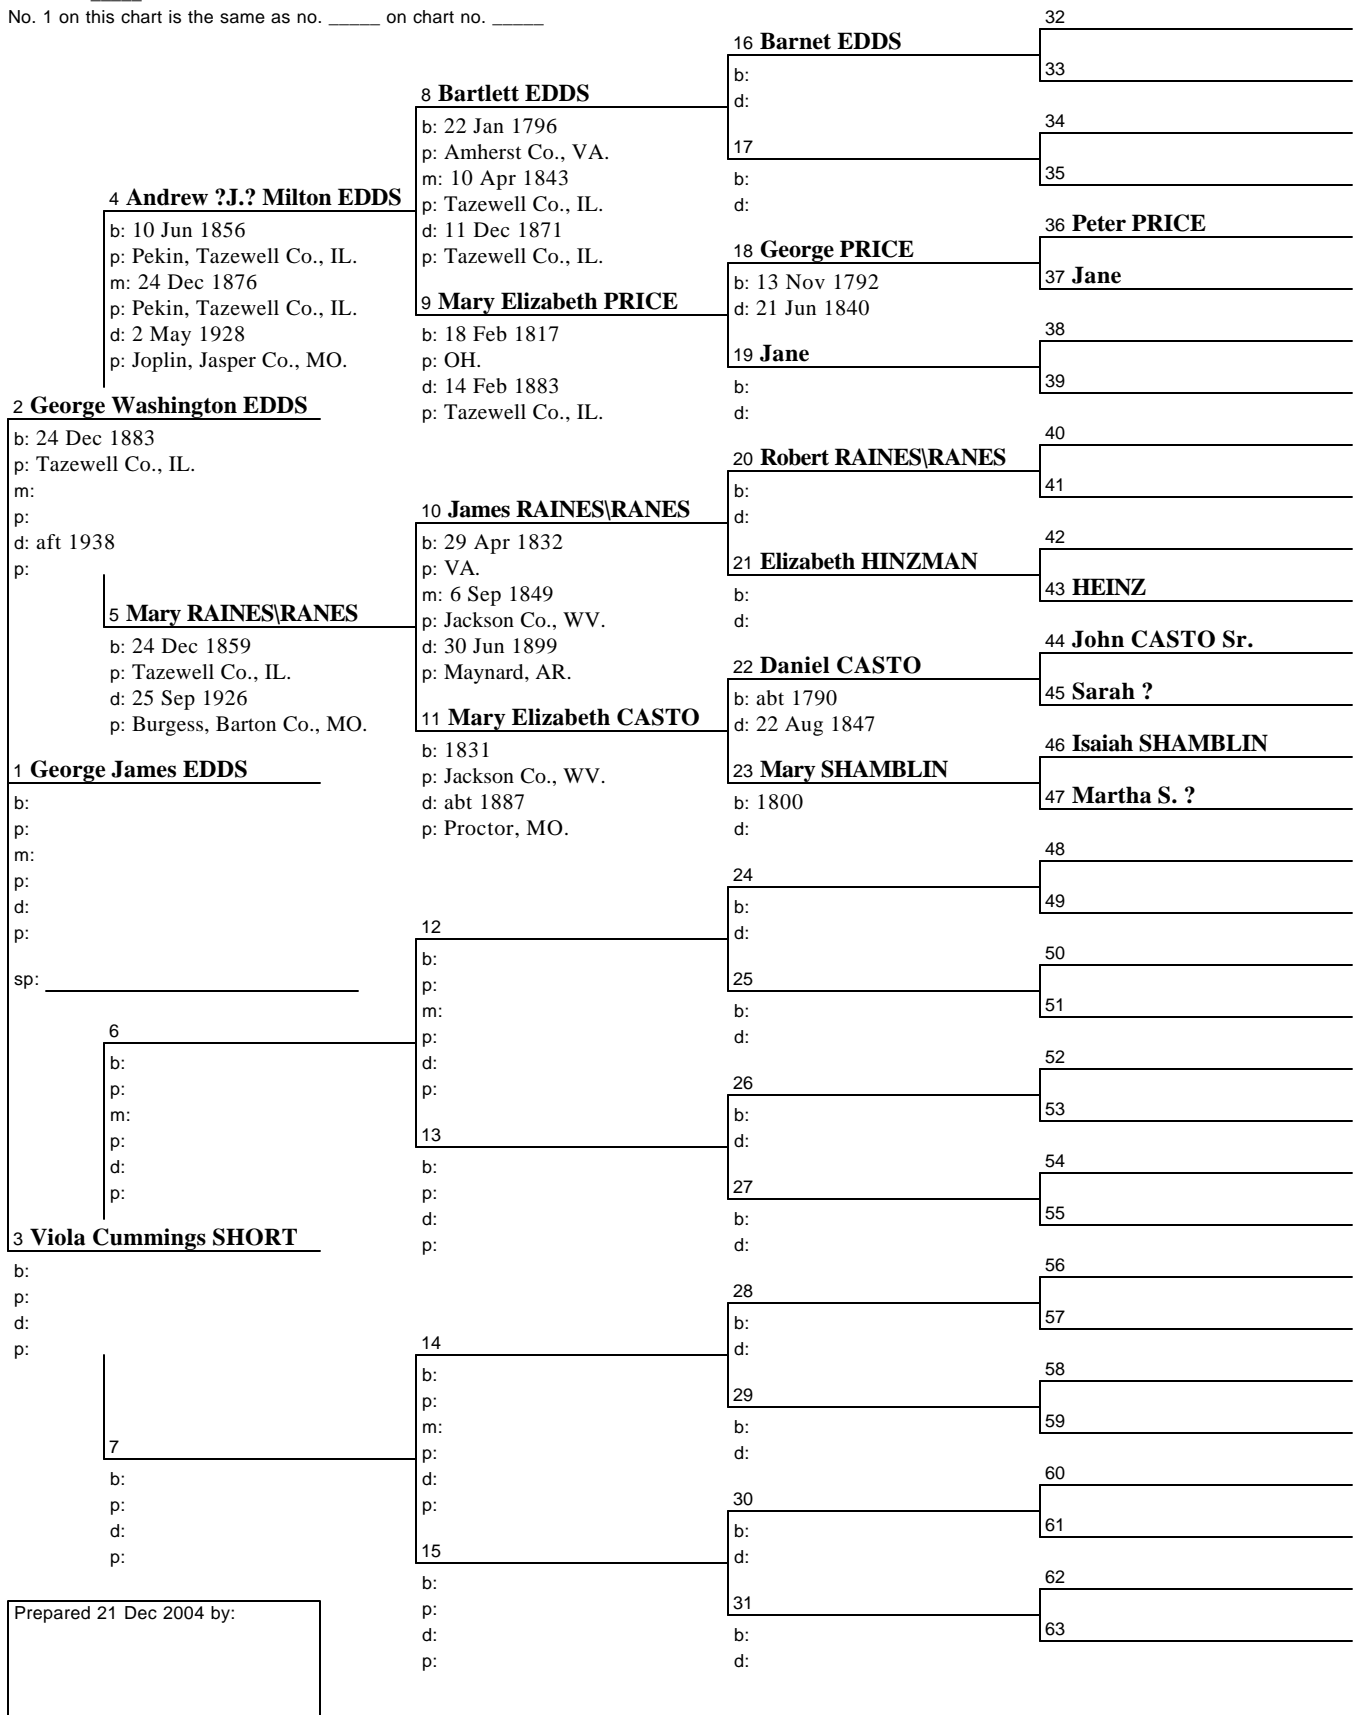 _____
No. 1 on this chart is the same as no. _____ on chart no. _____
2 George Washington EDDS
b: 24 Dec 1883
p: Tazewell Co., IL.
m:
p:
d: aft 1938
p:
1 George James EDDS
b:
p:
m:
p:
d:
p:
sp:
3 Viola Cummings SHORT
b:
p:
d:
p:
Prepared 21 Dec 2004 by:
4 Andrew ?J.? Milton EDDS
b: 10 Jun 1856
p: Pekin, Tazewell Co., IL.
m: 24 Dec 1876
p: Pekin, Tazewell Co., IL.
d: 2 May 1928
p: Joplin, Jasper Co., MO.
5 Mary RAINES\RANES
b: 24 Dec 1859
p: Tazewell Co., IL.
d: 25 Sep 1926
p: Burgess, Barton Co., MO.
6
b:
p:
m:
p:
d:
p:
7
b:
p:
d:
p:
8 Bartlett EDDS
b: 22 Jan 1796
p: Amherst Co., VA.
m: 10 Apr 1843
p: Tazewell Co., IL.
d: 11 Dec 1871
p: Tazewell Co., IL.
9 Mary Elizabeth PRICE
b: 18 Feb 1817
p: OH.
d: 14 Feb 1883
p: Tazewell Co., IL.
10 James RAINES\RANES
b: 29 Apr 1832
p: VA.
m: 6 Sep 1849
p: Jackson Co., WV.
d: 30 Jun 1899
p: Maynard, AR.
11 Mary Elizabeth CASTO
b: 1831
p: Jackson Co., WV.
d: abt 1887
p: Proctor, MO.
12
b:
p:
m:
p:
d:
p:
13
b:
p:
d:
p:
14
b:
p:
m:
p:
d:
p:
15
b:
p:
d:
p:
16 Barnet EDDS
b:
d:
17
b:
d:
18 George PRICE
b: 13 Nov 1792
d: 21 Jun 1840
19 Jane
b:
d:
20 Robert RAINES\RANES
b:
d:
21 Elizabeth HINZMAN
b:
d:
22 Daniel CASTO
b: abt 1790
d: 22 Aug 1847
23 Mary SHAMBLIN
b: 1800
d:
24
b:
d:
25
b:
d:
26
b:
d:
27
b:
d:
28
b:
d:
29
b:
d:
30
b:
d:
31
b:
d:
32
33
34
35
36 Peter PRICE
37 Jane
38
39
40
41
42
43 HEINZ
44 John CASTO Sr.
45 Sarah ?
46 Isaiah SHAMBLIN
47 Martha S. ?
48
49
50
51
52
53
54
55
56
57
58
59
60
61
62
63